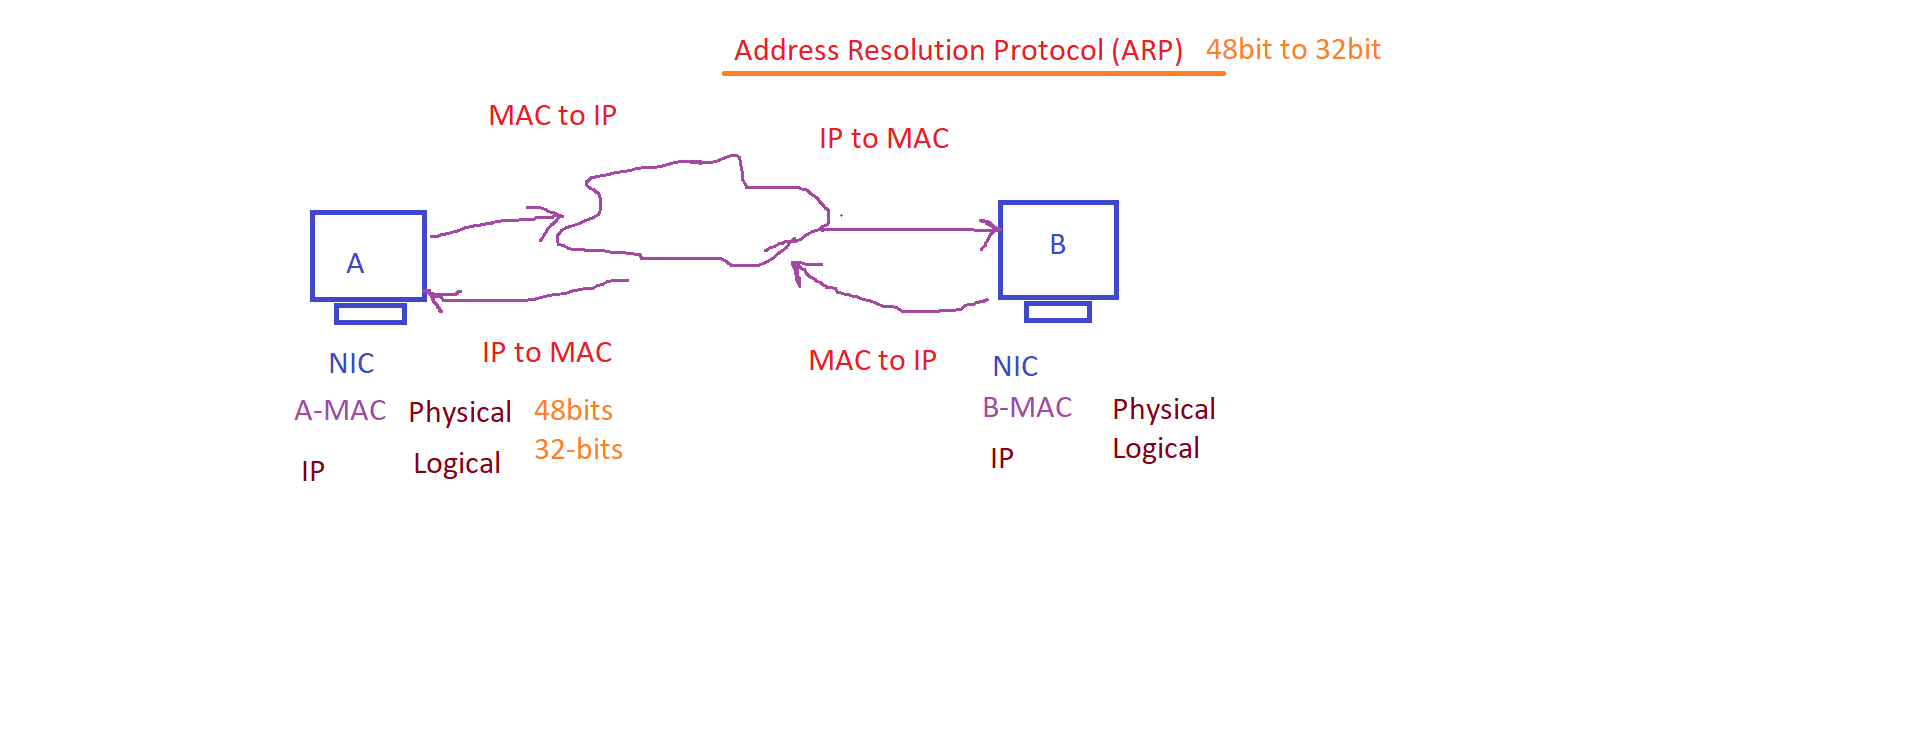 Address Resolution Protocol (ARP) 48bit to 32bit
MAC to IP
IP to MAC
A
B
IP to MAC
MAC to IP
NIC
NIC
A-MAC Physical 48bits
B-MAC Physical
32-bits
IP Logical
IP Logical